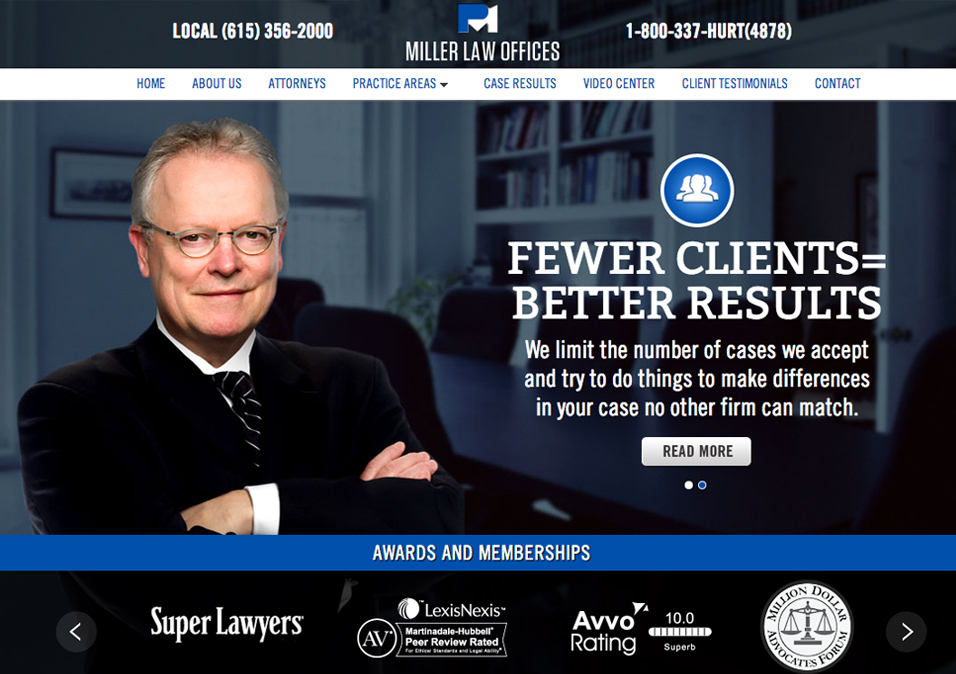 LOCAL (615) 356-2000
MILLER LAW OFFICES
1-800-337-HURT(4878)
HOME ABOUT US ATTORNEYS PRACTICE AREAS CASE RESULTS VIDEO CENTER CLIENT TESTIMONIALS CONTACT
FEWER CLIENTS=
BETTER RESULTS
We limit the number of cases we accept
and try to do things to make differences
in your case no other firm can match.
READ MORE
AWARDS AND MEMBERSHIPS
Super Lawyers
LexisNexis™
AV®
Martinadale-Hubbell®
Peer Review Rated™
For Ethical Standards and Legal Ability®
Avvo
Rating
10.0
Superb
MILLION DOLLAR
ADVOCATES FORUM